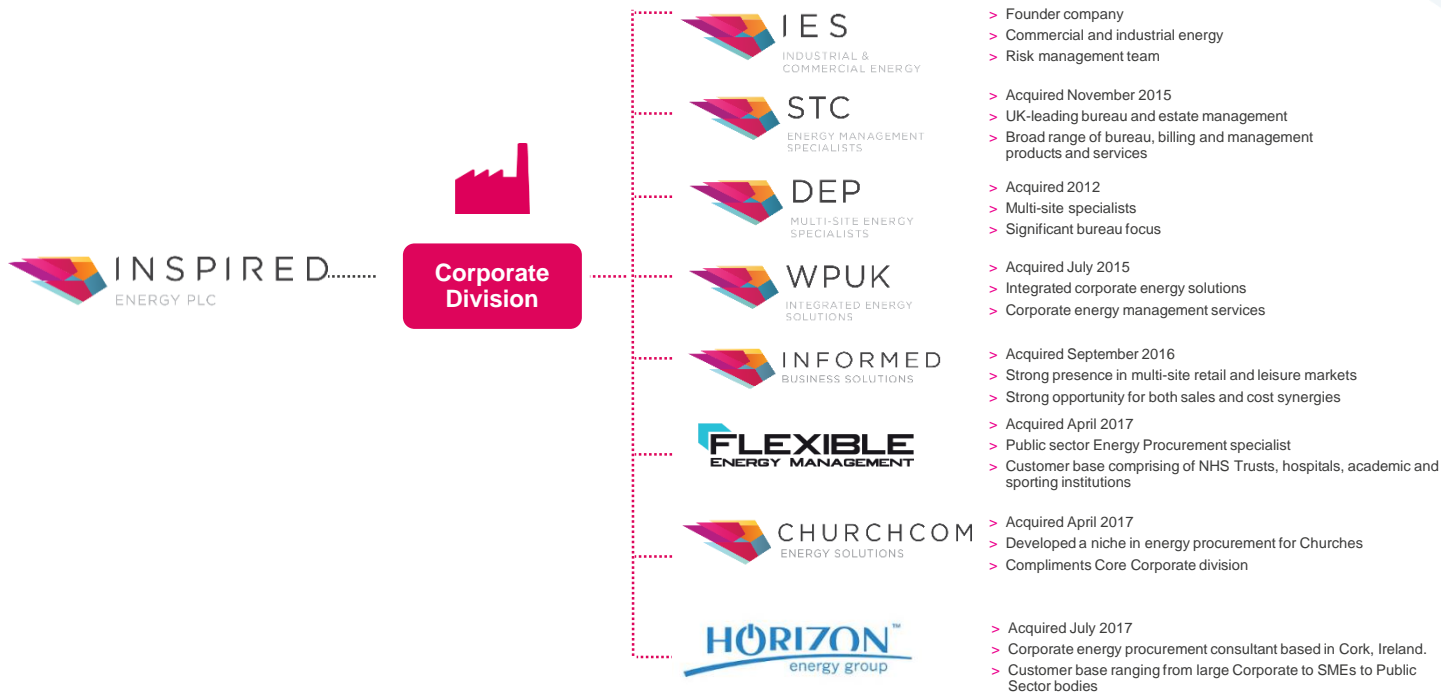 INSPIRED
ENERGY PLC
Corporate
Division
IES
INDUSTRIAL &
COMMERCIAL ENERGY
> Founder company
> Commercial and industrial energy
> Risk management team
STC
ENERGY MANAGEMENT
SPECIALISTS
> Acquired November 2015
> UK-leading bureau and estate management
> Broad range of bureau, billing and management
products and services
DEP
MULTI-SITE ENERGY
SPECIALISTS
> Acquired 2012
> Multi-site specialists
> Significant bureau focus
WPUK
INTEGRATED ENERGY
SOLUTIONS
> Acquired July 2015
> Integrated corporate energy solutions
> Corporate energy management services
INFORMED
BUSINESS SOLUTIONS
> Acquired September 2016
> Strong presence in multi-site retail and leisure markets
> Strong opportunity for both sales and cost synergies
FLEXIBLE
ENERGY MANAGEMENT
> Acquired April 2017
> Public sector Energy Procurement specialist
> Customer base comprising of NHS Trusts, hospitals, academic and
sporting institutions
CHURCHCOM
ENERGY SOLUTIONS
> Acquired April 2017
> Developed a niche in energy procurement for Churches
> Compliments Core Corporate division
HORIZON™
energy group
> Acquired July 2017
> Corporate energy procurement consultant based in Cork, Ireland.
> Customer base ranging from large Corporate to SMEs to Public
Sector bodies